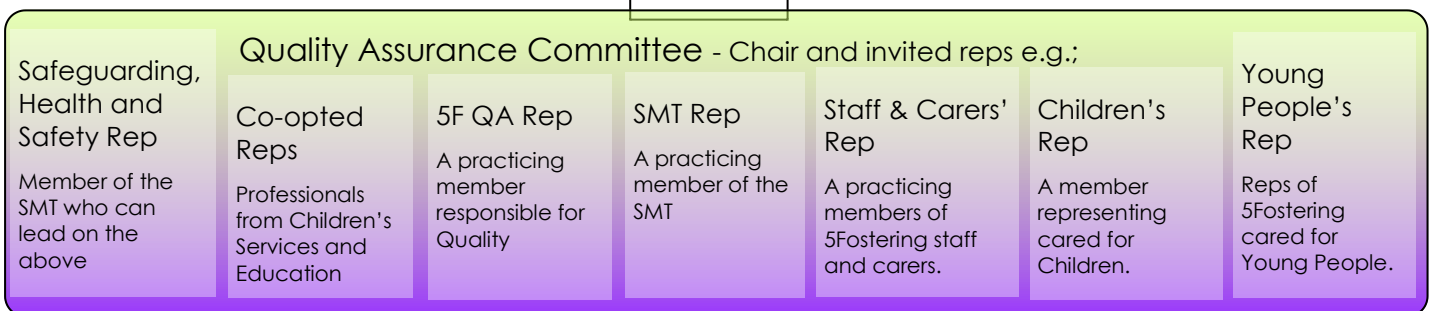 Quality Assurance Committee - Chair and invited reps e.g.;
Safeguarding,
Health and
Safety Rep
Member of the
SMT who can
lead on the
above
Co-opted
Reps
Professionals
from Children’s
Services and
Education
5F QA Rep
A practicing
member
responsible for
Quality
SMT Rep
A practicing
member of the
SMT
Staff & Carers’
Rep
A practicing
members of
5Fostering staff
and carers.
Children’s
Rep
A member
representing
cared for
Children.
Young
People’s
Rep
Reps of
5Fostering
cared for
Young People.